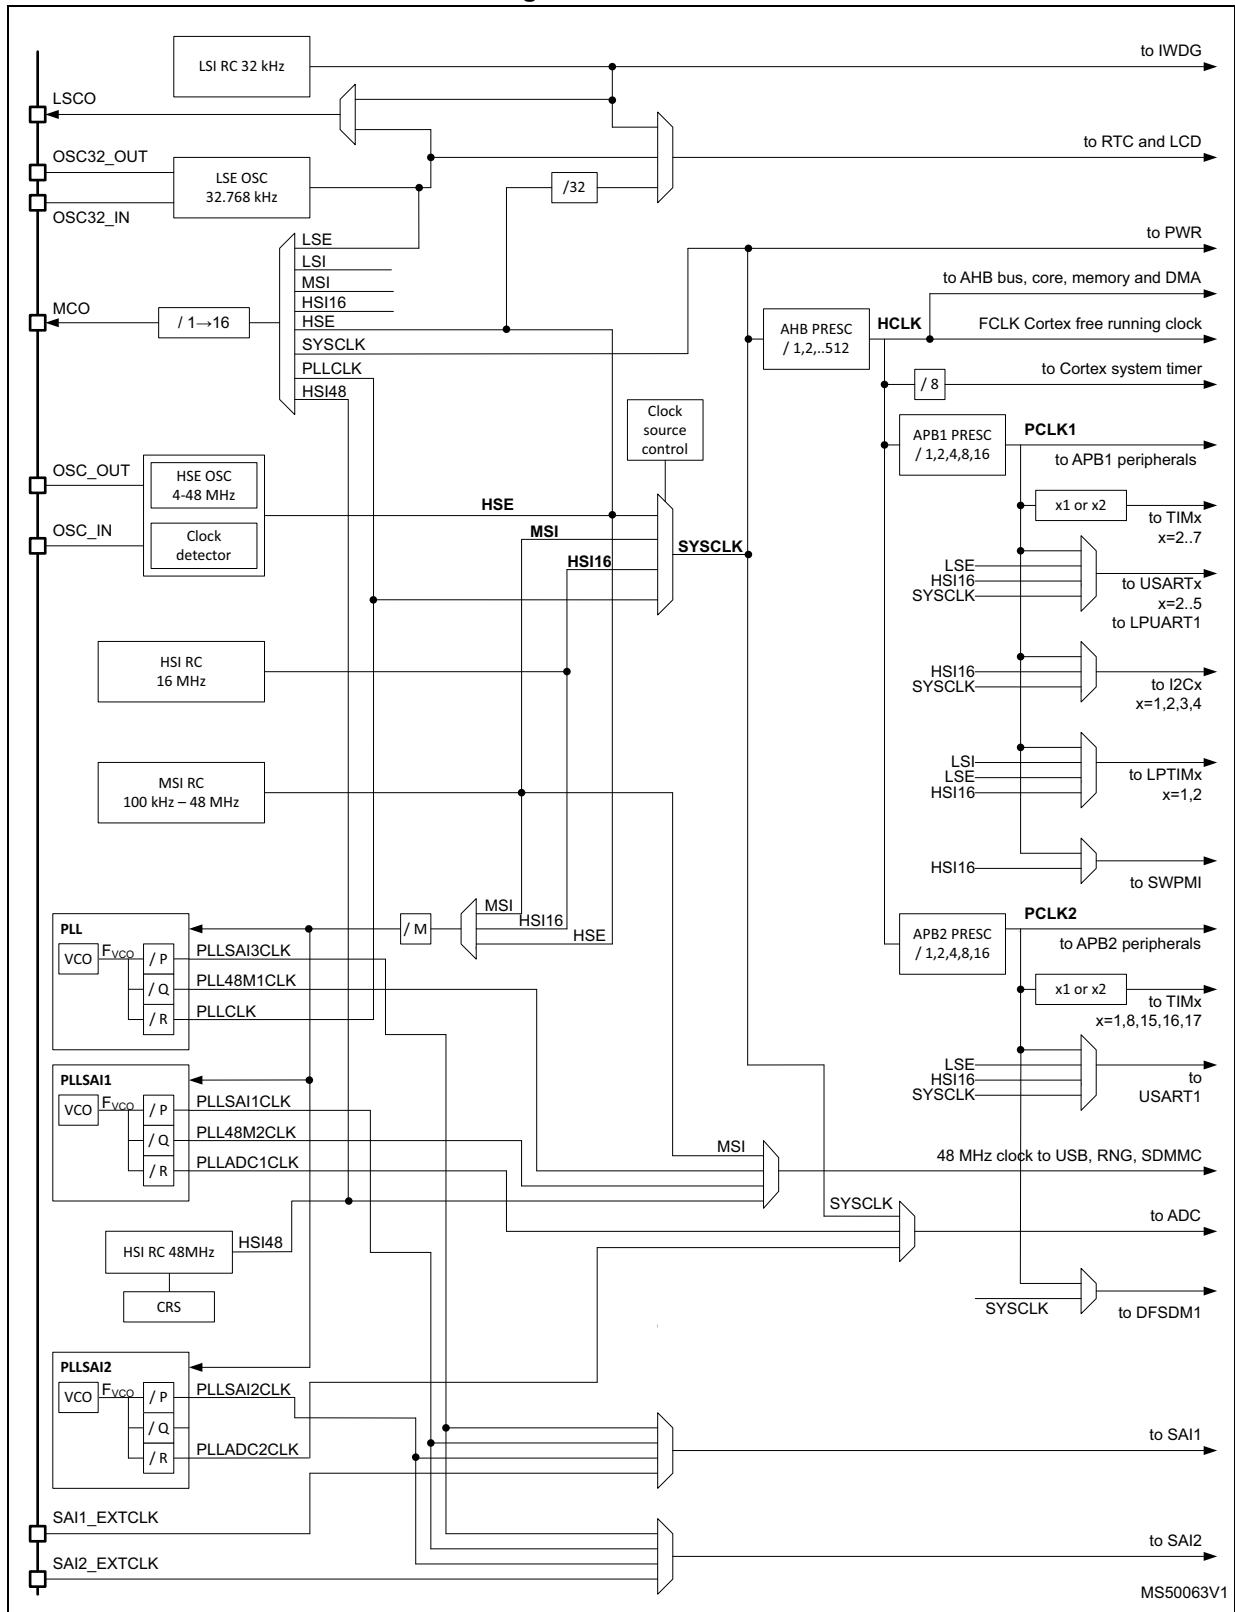 LSI RC 32 kHz
to IWDG
LSCO
OSC32_OUT
to RTC and LCD
LSE OSC
32.768 kHz
/32
OSC32_IN
LSE
to PWR
LSI
MSI
to AHB bus, core, memory and DMA
MCO
/ 1→16
HSI16
HSE
AHB PRESC
/ 1,2,..512
HCLK
FCLK Cortex free running clock
SYSCLK
PLLCLK
to Cortex system timer
HSI48
/ 8
Clock
source
control
APB1 PRESC
/ 1,2,4,8,16
PCLK1
to APB1 peripherals
OSC_OUT
HSE OSC
4-48 MHz
HSE
x1 or x2
to TIMx
x=2..7
OSC_IN
Clock
detector
MSI
SYSCLK
HSI16
LSE
HSI16
SYSCLK
to USARTx
x=2..5
to LPUART1
HSI RC
16 MHz
HSI16
SYSCLK
to I2Cx
x=1,2,3,4
MSI RC
100 kHz – 48 MHz
LSI
LSE
HSI16
to LPTIMx
x=1,2
HSI16
to SWPMI
MSI
HSI16
HSE
/ M
PLL
VCO
FVCO
/ P
PLLSAI3CLK
/ Q
PLL48M1CLK
/ R
PLLCLK
APB2 PRESC
/ 1,2,4,8,16
PCLK2
to APB2 peripherals
x1 or x2
to TIMx
x=1,8,15,16,17
PLLSAI1
VCO
FVCO
/ P
PLLSAI1CLK
/ Q
PLL48M2CLK
/ R
PLLADC1CLK
LSE
HSI16
SYSCLK
to
USART1
MSI
48 MHz clock to USB, RNG, SDMMC
SYSCLK
to ADC
HSI RC 48MHz
HSI48
CRS
SYSCLK
to DFSDM1
PLLSAI2
VCO
FVCO
/ P
PLLSAI2CLK
/ Q
/ R
PLLADC2CLK
to SAI1
SAI1_EXTCLK
to SAI2
SAI2_EXTCLK
MS50063V1